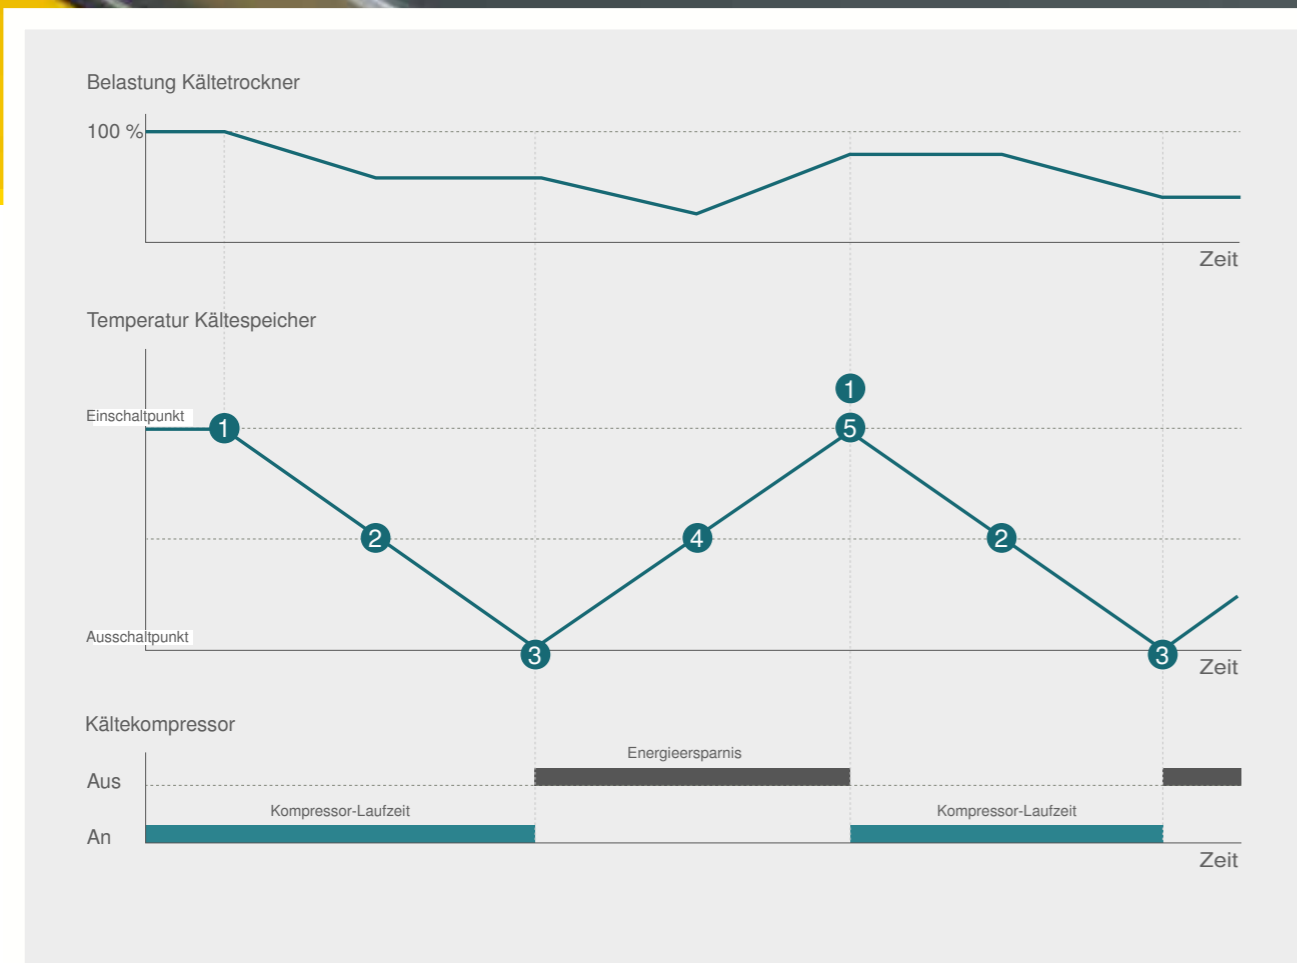 Belastung Kältetrockner
100 %
Zeit
Temperatur Kältespeicher
1
Einschaltpunkt
1
5
2
4
2
Ausschaltpunkt
3
3
Zeit
Kältekompressor
Energieersparnis
Aus
Kompressor-Laufzeit
Kompressor-Laufzeit
An
Zeit